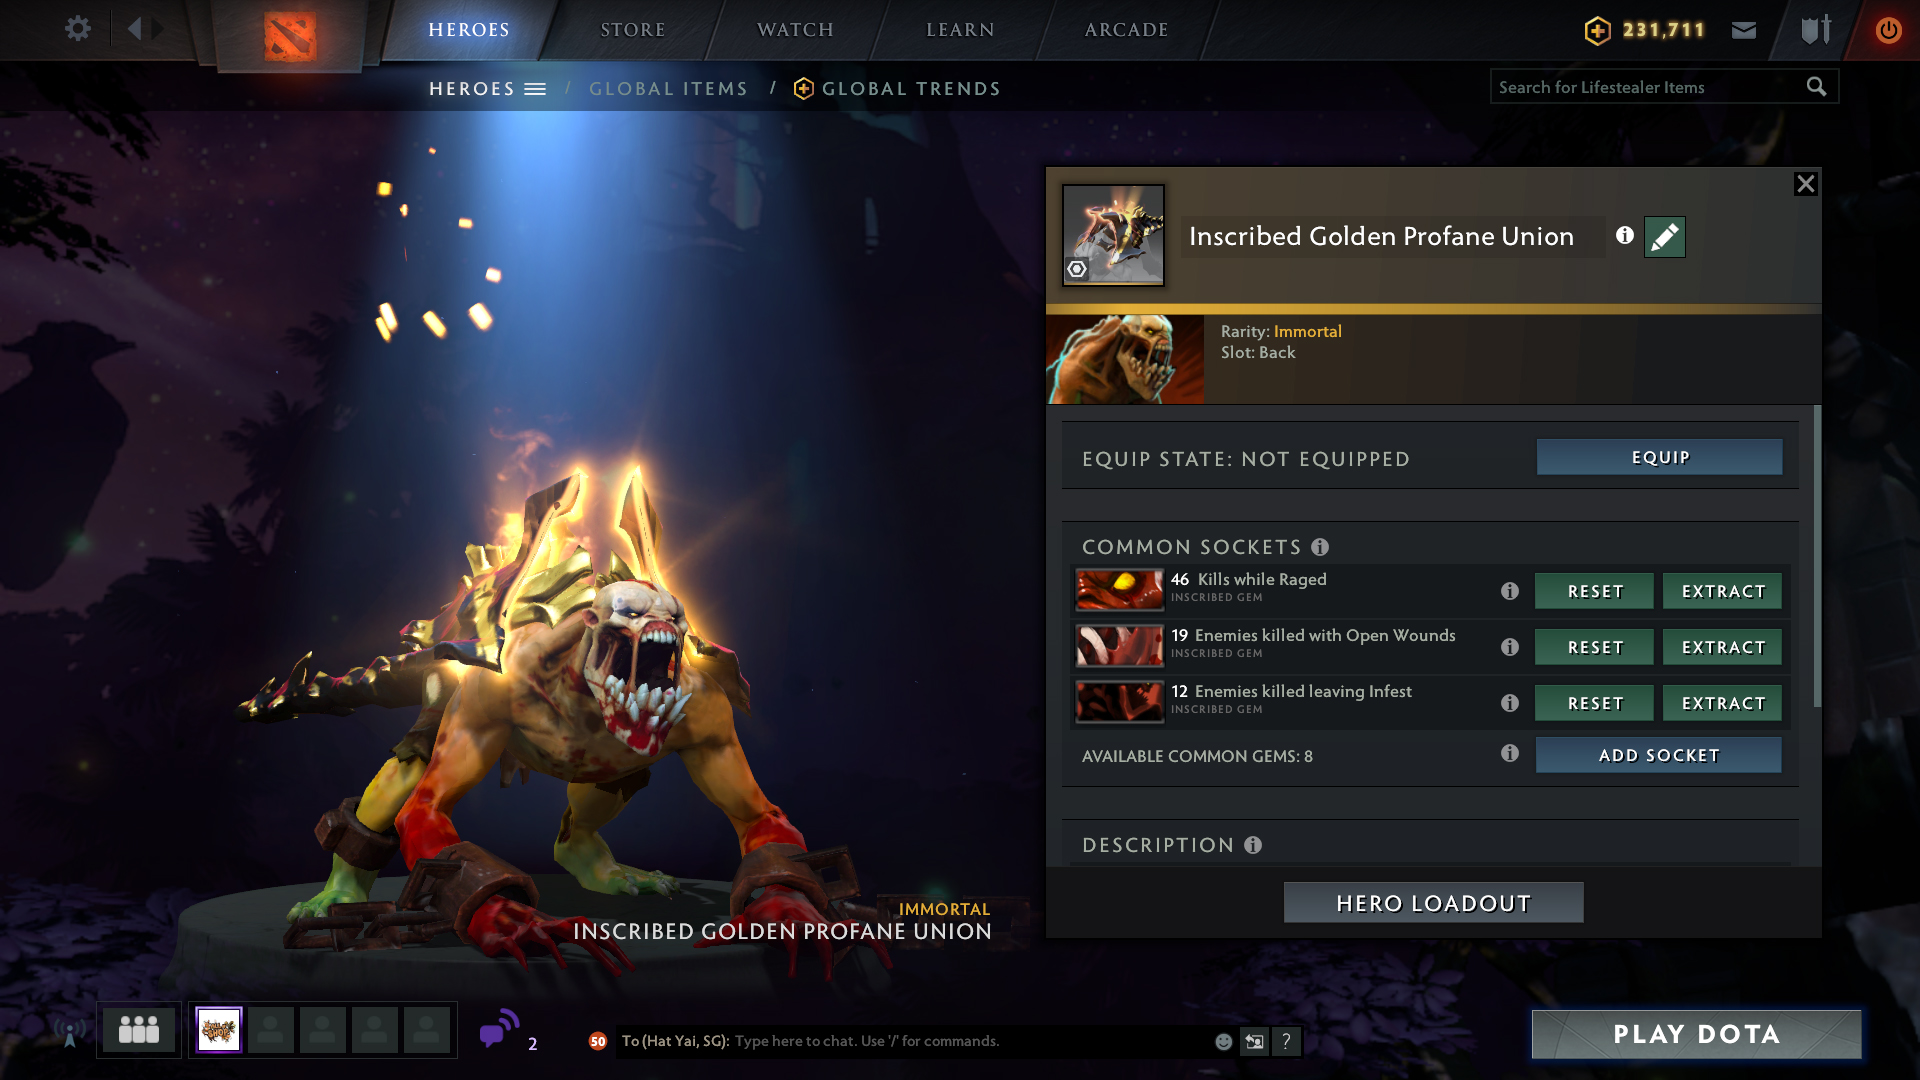 HEROES
STORE
WATCH
LEARN
ARCADE
231,711
HEROES / GLOBAL ITEMS / GLOBAL TRENDS
Search for Lifestealer Items
Inscribed Golden Profane Union
Rarity: Immortal
Slot: Back
EQUIP STATE: NOT EQUIPPED
EQUIP
COMMON SOCKETS
46 Kills while Raged
INSCRIBED GEM
RESET
EXTRACT
19 Enemies killed with Open Wounds
INSCRIBED GEM
RESET
EXTRACT
12 Enemies killed leaving Infest
INSCRIBED GEM
RESET
EXTRACT
AVAILABLE COMMON GEMS: 8
ADD SOCKET
DESCRIPTION
HERO LOADOUT
IMMORTAL
INSCRIBED GOLDEN PROFANE UNION
2
50
To (Hat Yai, SG): Type here to chat. Use '/' for commands.
?
PLAY DOTA